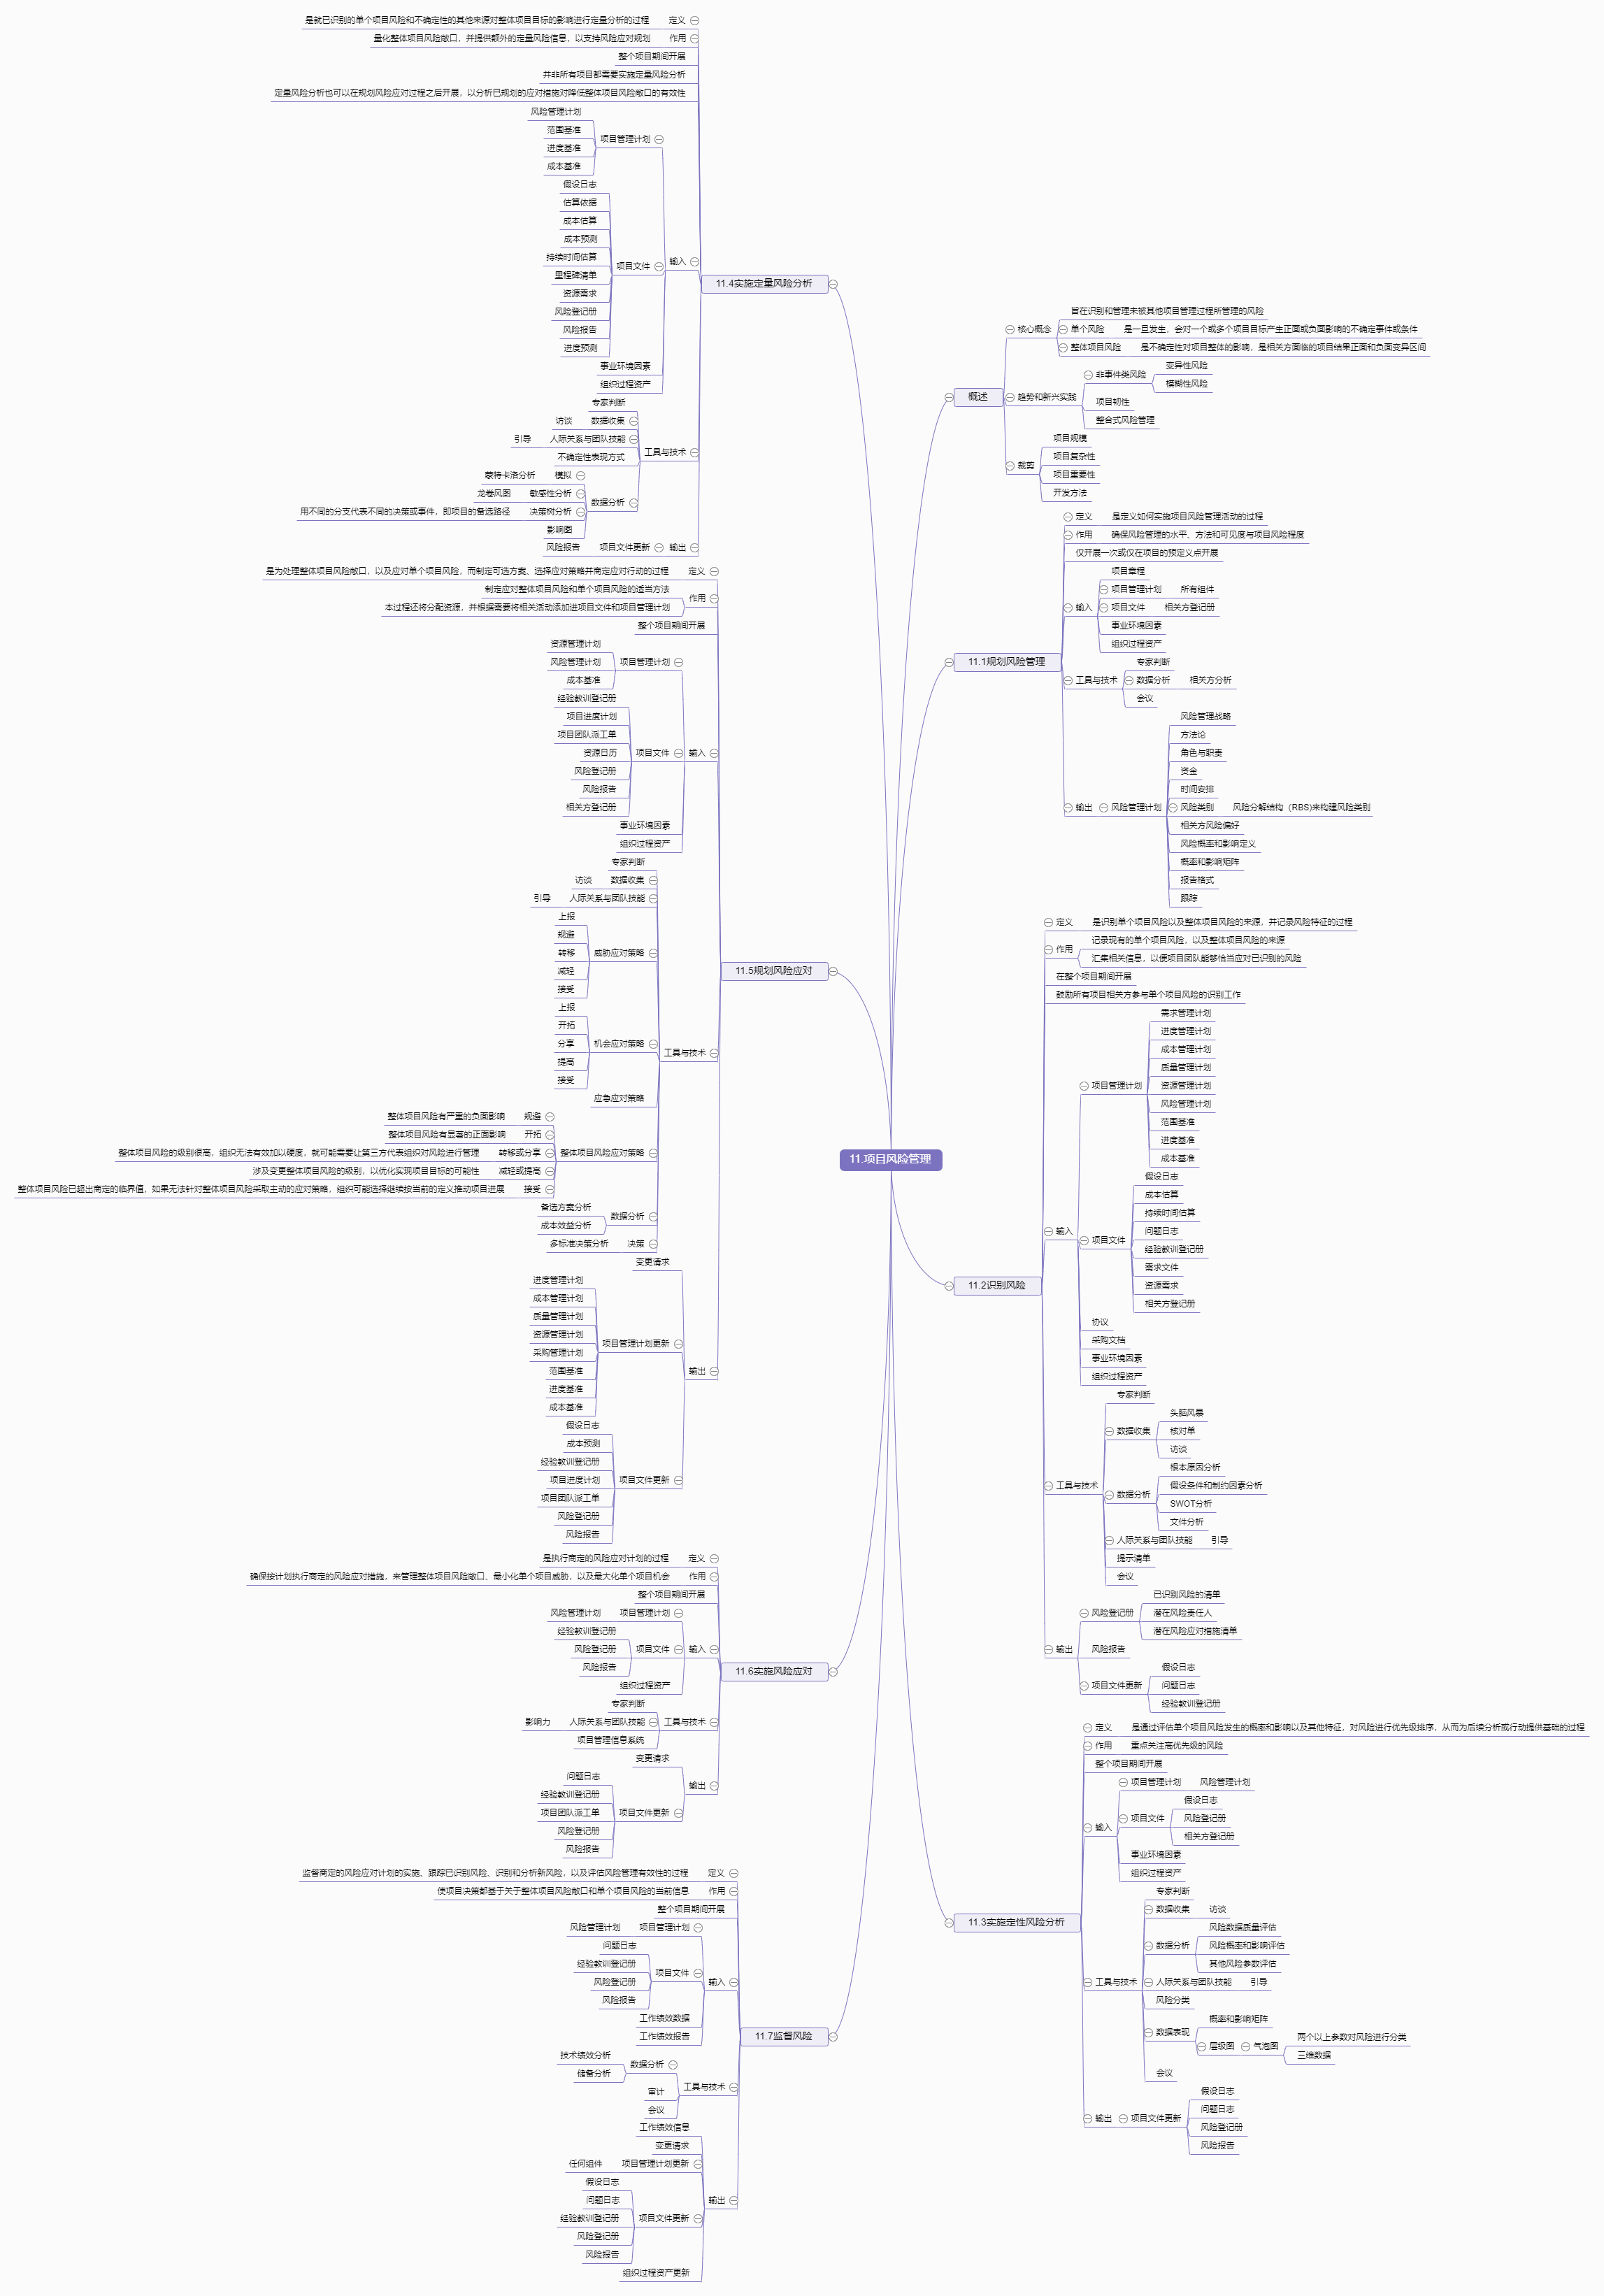 11.项目风险管理
概述
核心概念
旨在识别和管理未被其他项目管理过程所管理的风险
单个风险
是一旦发生，会对一个或多个项目目标产生正面或负面影响的不确定事件或条件
整体项目风险
是不确定性对项目整体的影响，是相关方面临的项目结果正面和负面变异区间
趋势和新兴实践
非事件类风险
变异性风险
模糊性风险
项目韧性
整合式风险管理
裁剪
项目规模
项目复杂性
项目重要性
开发方法
11.1规划风险管理
定义
是定义如何实施项目风险管理活动的过程
作用
确保风险管理的水平、方法和可见度与项目风险程度
仅开展一次或仅在项目的预定义点开展
输入
项目章程
项目管理计划
所有组件
项目文件
相关方登记册
事业环境因素
组织过程资产
工具与技术
专家判断
数据分析
相关方分析
会议
输出
风险管理计划
风险管理战略
方法论
角色与职责
资金
时间安排
风险类别
风险分解结构（RBS)来构建风险类别
相关方风险偏好
风险概率和影响定义
概率和影响矩阵
报告格式
跟踪
11.2识别风险
定义
是识别单个项目风险以及整体项目风险的来源，并记录风险特征的过程
作用
记录现有的单个项目风险，以及整体项目风险的来源
汇集相关信息，以便项目团队能够恰当应对已识别的风险
在整个项目期间开展
鼓励所有项目相关方参与单个项目风险的识别工作
输入
项目管理计划
需求管理计划
进度管理计划
成本管理计划
质量管理计划
资源管理计划
风险管理计划
范围基准
进度基准
成本基准
项目文件
假设日志
成本估算
持续时间估算
问题日志
经验教训登记册
需求文件
资源需求
相关方登记册
协议
采购文档
事业环境因素
组织过程资产
工具与技术
专家判断
数据收集
头脑风暴
核对单
访谈
数据分析
根本原因分析
假设条件和制约因素分析
SWOT分析
文件分析
人际关系与团队技能
引导
提示清单
会议
输出
风险登记册
已识别风险的清单
潜在风险责任人
潜在风险应对措施清单
风险报告
项目文件更新
假设日志
问题日志
经验教训登记册
11.3实施定性风险分析
定义
是通过评估单个项目风险发生的概率和影响以及其他特征，对风险进行优先级排序，从而为后续分析或行动提供基础的过程
作用
重点关注高优先级的风险
整个项目期间开展
输入
项目管理计划
风险管理计划
项目文件
假设日志
风险登记册
相关方登记册
事业环境因素
组织过程资产
工具与技术
专家判断
数据收集
访谈
数据分析
风险数据质量评估
风险概率和影响评估
其他风险参数评估
人际关系与团队技能
引导
风险分类
数据表现
概率和影响矩阵
层级图
气泡图
两个以上参数对风险进行分类
三维数据
会议
输出
项目文件更新
假设日志
问题日志
风险登记册
风险报告
11.4实施定量风险分析
定义
是就已识别的单个项目风险和不确定性的其他来源对整体项目目标的影响进行定量分析的过程
作用
量化整体项目风险敞口，并提供额外的定量风险信息，以支持风险应对规划
整个项目期间开展
并非所有项目都需要实施定量风险分析
定量风险分析也可以在规划风险应对过程之后开展，以分析已规划的应对措施对降低整体项目风险敞口的有效性
输入
项目管理计划
风险管理计划
范围基准
进度基准
成本基准
项目文件
假设日志
估算依据
成本估算
成本预测
持续时间估算
里程碑清单
资源需求
风险登记册
风险报告
进度预测
事业环境因素
组织过程资产
工具与技术
专家判断
数据收集
访谈
人际关系与团队技能
引导
不确定性表现方式
数据分析
模拟
蒙特卡洛分析
敏感性分析
龙卷风图
决策树分析
用不同的分支代表不同的决策或事件，即项目的备选路径
影响图
输出
项目文件更新
风险报告
11.5规划风险应对
定义
是为处理整体项目风险敞口，以及应对单个项目风险，而制定可选方案、选择应对策略并商定应对行动的过程
作用
制定应对整体项目风险和单个项目风险的适当方法
本过程还将分配资源，并根据需要将相关活动添加进项目文件和项目管理计划
整个项目期间开展
输入
项目管理计划
资源管理计划
风险管理计划
成本基准
项目文件
经验教训登记册
项目进度计划
项目团队派工单
资源日历
风险登记册
风险报告
相关方登记册
事业环境因素
组织过程资产
工具与技术
专家判断
数据收集
访谈
人际关系与团队技能
引导
威胁应对策略
上报
规避
转移
减轻
接受
机会应对策略
上报
开拓
分享
提高
接受
应急应对策略
整体项目风险应对策略
规避
整体项目风险有严重的负面影响
开拓
整体项目风险有显著的正面影响
转移或分享
整体项目风险的级别很高，组织无法有效加以硬度，就可能需要让第三方代表组织对风险进行管理
减轻或提高
涉及变更整体项目风险的级别，以优化实现项目目标的可能性
接受
整体项目风险已超出商定的临界值，如果无法针对整体项目风险采取主动的应对策略，组织可能选择继续按当前的定义推动项目进展
数据分析
备选方案分析
成本效益分析
决策
多标准决策分析
输出
变更请求
项目管理计划更新
进度管理计划
成本管理计划
质量管理计划
资源管理计划
采购管理计划
范围基准
进度基准
成本基准
项目文件更新
假设日志
成本预测
经验教训登记册
项目进度计划
项目团队派工单
风险登记册
风险报告
11.6实施风险应对
定义
是执行商定的风险应对计划的过程
作用
确保按计划执行商定的风险应对措施，来管理整体项目风险敞口、最小化单个项目威胁，以及最大化单个项目机会
整个项目期间开展
输入
项目管理计划
风险管理计划
项目文件
经验教训登记册
风险登记册
风险报告
组织过程资产
工具与技术
专家判断
人际关系与团队技能
影响力
项目管理信息系统
输出
变更请求
项目文件更新
问题日志
经验教训登记册
项目团队派工单
风险登记册
风险报告
11.7监督风险
定义
监督商定的风险应对计划的实施、跟踪已识别风险、识别和分析新风险，以及评估风险管理有效性的过程
作用
使项目决策都基于关于整体项目风险敞口和单个项目风险的当前信息
整个项目期间开展
输入
项目管理计划
风险管理计划
项目文件
问题日志
经验教训登记册
风险登记册
风险报告
工作绩效数据
工作绩效报告
工具与技术
数据分析
技术绩效分析
储备分析
审计
会议
输出
工作绩效信息
变更请求
项目管理计划更新
任何组件
项目文件更新
假设日志
问题日志
经验教训登记册
风险登记册
风险报告
组织过程资产更新